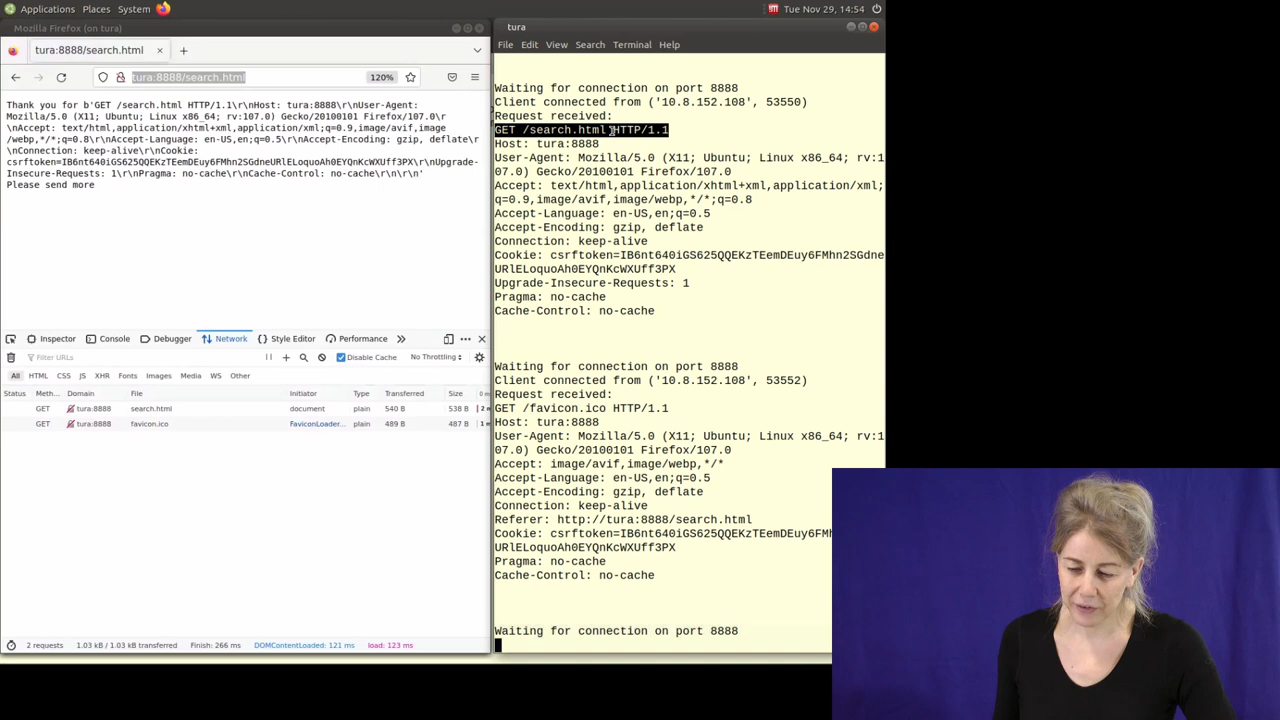 Applications Places System
Tue Nov 29, 14:54
Mozilla Firefox (on tura)
tura:8888/search.html
tura:8888/search.html
120%
Thank you for b'GET /search.html HTTP/1.1\r\nHost: tura:8888\r\nUser-Agent:
Mozilla/5.0 (X11; Ubuntu; Linux x86_64; rv:107.0) Gecko/20100101 Firefox/107.0\r
\nAccept: text/html,application/xhtml+xml,application/xml;q=0.9,image/avif,image
/webp,*/*;q=0.8\r\nAccept-Language: en-US,en;q=0.5\r\nAccept-Encoding: gzip, deflate\r
\nConnection: keep-alive\r\nCookie:
csrftoken=IB6nt640iGS625QQEKzTEemDEuy6FMhn2SGdneURlELoquoAh0EYQnKcWXUff3PX\r\nUpgrade-
Insecure-Requests: 1\r\nPragma: no-cache\r\nCache-Control: no-cache\r\n\r\n'
Please send more
Inspector Console Debugger Network Style Editor Performance
Filter URLs
Disable Cache No Throttling
All HTML CSS JS XHR Fonts Images Media WS Other
Status Meth... Domain File Initiator Type Transferred Size 0 m
GET tura:8888 search.html document plain 540 B 538 B 2 m
GET tura:8888 favicon.ico FaviconLoader... plain 489 B 487 B 1 m
2 requests 1.03 kB / 1.03 kB transferred Finish: 266 ms DOMContentLoaded: 121 ms load: 123 ms
tura
File Edit View Search Terminal Help
Waiting for connection on port 8888
Client connected from ('10.8.152.108', 53550)
Request received:
GET /search.html HTTP/1.1
Host: tura:8888
User-Agent: Mozilla/5.0 (X11; Ubuntu; Linux x86_64; rv:1
07.0) Gecko/20100101 Firefox/107.0
Accept: text/html,application/xhtml+xml,application/xml;
q=0.9,image/avif,image/webp,*/*;q=0.8
Accept-Language: en-US,en;q=0.5
Accept-Encoding: gzip, deflate
Connection: keep-alive
Cookie: csrftoken=IB6nt640iGS625QQEKzTEemDEuy6FMhn2SGdne
URlELoquoAh0EYQnKcWXUff3PX
Upgrade-Insecure-Requests: 1
Pragma: no-cache
Cache-Control: no-cache
Waiting for connection on port 8888
Client connected from ('10.8.152.108', 53552)
Request received:
GET /favicon.ico HTTP/1.1
Host: tura:8888
User-Agent: Mozilla/5.0 (X11; Ubuntu; Linux x86_64; rv:1
07.0) Gecko/20100101 Firefox/107.0
Accept: image/avif,image/webp,*/*
Accept-Language: en-US,en;q=0.5
Accept-Encoding: gzip, deflate
Connection: keep-alive
Referer: http://tura:8888/search.html
Cookie: csrftoken=IB6nt640iGS625QQEKzTEemDEuy6FM
URlELoquoAh0EYQnKcWXUff3PX
Pragma: no-cache
Cache-Control: no-cache
Waiting for connection on port 8888